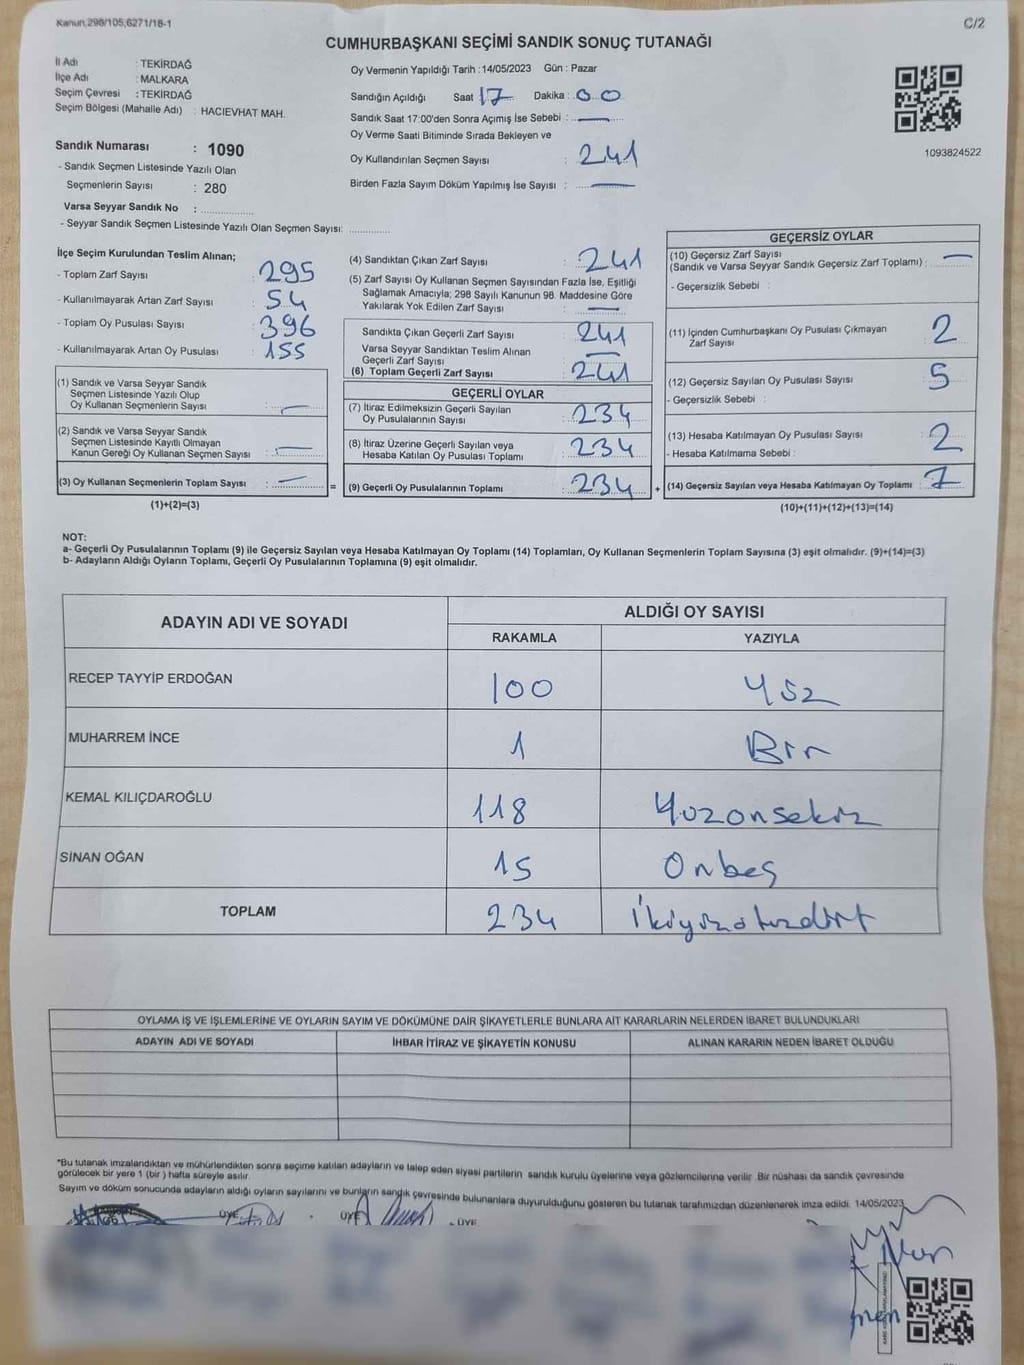 Kanun,298/105,6271/18-1
C/2
CUMHURBAŞKANI SEÇİMİ SANDIK SONUÇ TUTANAĞI
İl Adı : TEKİRDAĞ
İlçe Adı : MALKARA
Seçim Çevresi : TEKİRDAĞ
Seçim Bölgesi (Mahalle Adı) : HACIEVHAT MAH.
Sandık Numarası : 1090
- Sandık Seçmen Listesinde Yazılı Olan
Seçmenlerin Sayısı : 280
Varsa Seyyar Sandık No :
- Seyyar Sandık Seçmen Listesinde Yazılı Olan Seçmen Sayısı:
Oy Vermenin Yapıldığı Tarih :14/05/2023 Gün : Pazar
Sandığın Açıldığı Saat 17 Dakika : 00
Sandık Saat 17:00'den Sonra Açımış İse Sebebi : —
Oy Verme Saati Bitiminde Sırada Bekleyen ve
Oy Kullandırılan Seçmen Sayısı : 241
Birden Fazla Sayım Döküm Yapılmış İse Sayısı : —
1093824522
İlçe Seçim Kurulundan Teslim Alınan;
- Toplam Zarf Sayısı : 295
- Kullanılmayarak Artan Zarf Sayısı : 54
- Toplam Oy Pusulası Sayısı : 396
- Kullanılmayarak Artan Oy Pusulası : 155
(1) Sandık ve Varsa Seyyar Sandık
Seçmen Listesinde Yazılı Olup
Oy Kullanan Seçmenlerin Sayısı : —
(2) Sandık ve Varsa Seyyar Sandık
Seçmen Listesinde Kayıtlı Olmayan
Kanun Gereği Oy Kullanan Seçmen Sayısı : —
(3) Oy Kullanan Seçmenlerin Toplam Sayısı : — =
(1)+(2)=(3)
(4) Sandıktan Çıkan Zarf Sayısı : 241
(5) Zarf Sayısı Oy Kullanan Seçmen Sayısından Fazla İse, Eşitliği
Sağlamak Amacıyla; 298 Sayılı Kanunun 98. Maddesine Göre
Yakılarak Yok Edilen Zarf Sayısı : —
Sandıkta Çıkan Geçerli Zarf Sayısı : 241
Varsa Seyyar Sandıktan Teslim Alınan
Geçerli Zarf Sayısı : —
(6) Toplam Geçerli Zarf Sayısı : 241
GEÇERLİ OYLAR
(7) İtiraz Edilmeksizin Geçerli Sayılan
Oy Pusulalarının Sayısı : 234
(8) İtiraz Üzerine Geçerli Sayılan veya
Hesaba Katılan Oy Pusulası Toplamı : 234
(9) Geçerli Oy Pusulalarının Toplamı : 234 +
GEÇERSİZ OYLAR
(10) Geçersiz Zarf Sayısı
(Sandık ve Varsa Seyyar Sandık Geçersiz Zarf Toplamı) : —
- Geçersizlik Sebebi :
(11) İçinden Cumhurbaşkanı Oy Pusulası Çıkmayan
Zarf Sayısı : 2
(12) Geçersiz Sayılan Oy Pusulası Sayısı : 5
- Geçersizlik Sebebi :
(13) Hesaba Katılmayan Oy Pusulası Sayısı : 2
- Hesaba Katılmama Sebebi :
(14) Geçersiz Sayılan veya Hesaba Katılmayan Oy Toplamı : 7
(10)+(11)+(12)+(13)=(14)
NOT:
a- Geçerli Oy Pusulalarının Toplamı (9) ile Geçersiz Sayılan veya Hesaba Katılmayan Oy Toplamı (14) Toplamları, Oy Kullanan Seçmenlerin Toplam Sayısına (3) eşit olmalıdır. (9)+(14)=(3)
b- Adayların Aldığı Oyların Toplamı, Geçerli Oy Pusulalarının Toplamına (9) eşit olmalıdır.
ADAYIN ADI VE SOYADI
ALDIĞI OY SAYISI
RAKAMLA YAZIYLA
RECEP TAYYİP ERDOĞAN 100 Yüz
MUHARREM İNCE 1 Bir
KEMAL KILIÇDAROĞLU 118 Yüzonsekiz
SİNAN OĞAN 15 Onbeş
TOPLAM 234 İkiyüzotuzdört
OYLAMA İŞ VE İŞLEMLERİNE VE OYLARIN SAYIM VE DÖKÜMÜNE DAİR ŞİKAYETLERLE BUNLARA AİT KARARLARIN NELERDEN İBARET BULUNDUKLARI
ADAYIN ADI VE SOYADI İHBAR İTİRAZ VE ŞİKAYETİN KONUSU ALINAN KARARIN NEDEN İBARET OLDUĞU
*Bu tutanak imzalandıktan ve mühürlendikten sonra seçime katılan adayların ve talep eden siyasi partilerin sandık kurulu üyelerine veya gözlemcilerine verilir. Bir nüshası da sandık çevresinde
görülecek bir yere 1 (bir) hafta süreyle asılır.
Sayım ve döküm sonucunda adayların aldığı oyların sayılarını ve bunların sandık çevresinde bulunanlara duyurulduğunu gösteren bu tutanak tarafımızdan düzenlenerek imza edildi. 14/05/2023
ÜYE ÜYE ÜYE